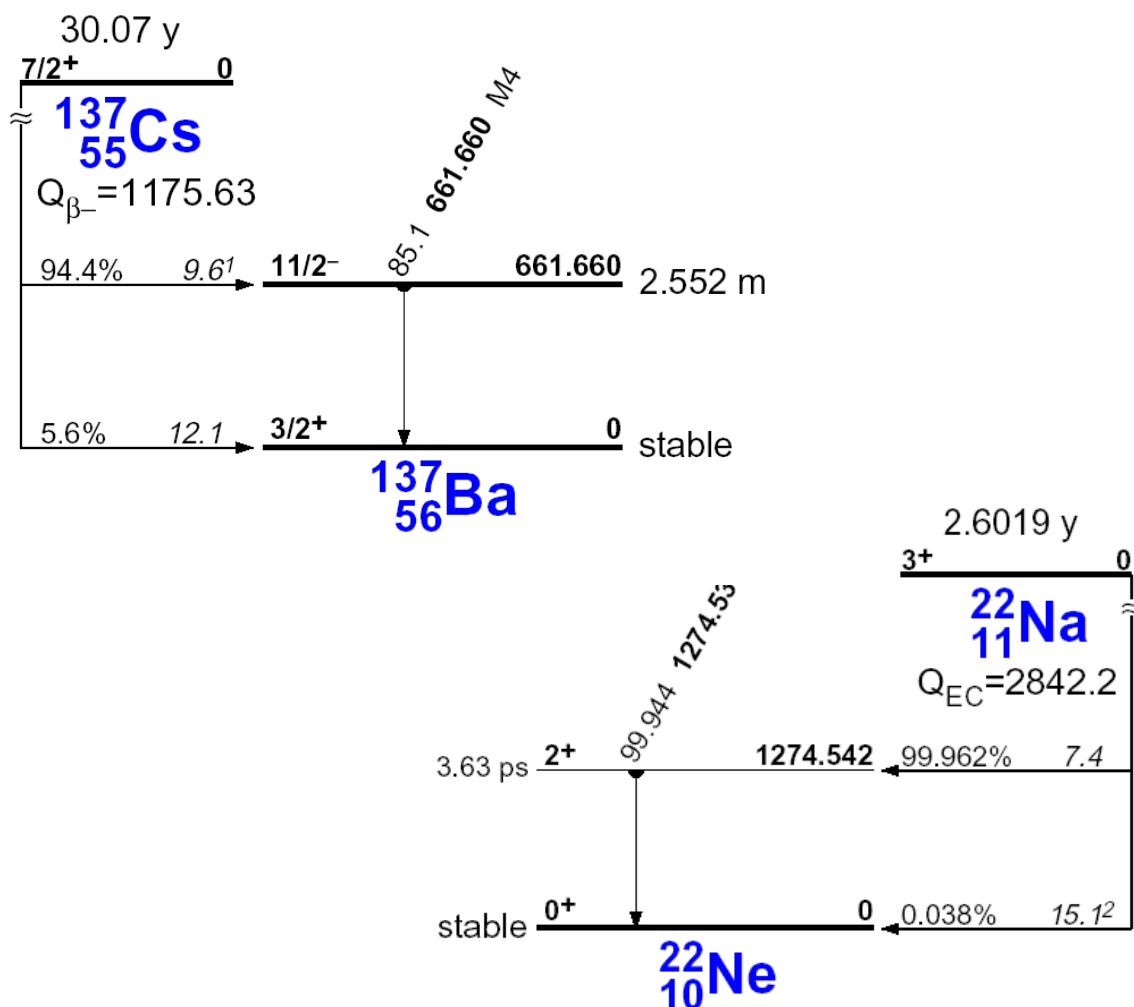 30.07 y
7/2+ 0
137
55Cs
Qβ−=1175.63
94.4% 9.6¹
11/2− 661.660
85.1 661.660 M4
2.552 m
5.6% 12.1
3/2+ 0
stable
137
56Ba
2.6019 y
3+ 0
22
11Na
QEC=2842.2
99.944 1274.53
3.63 ps
2+ 1274.542
99.962% 7.4
stable
0+ 0
0.038% 15.1²
22
10Ne